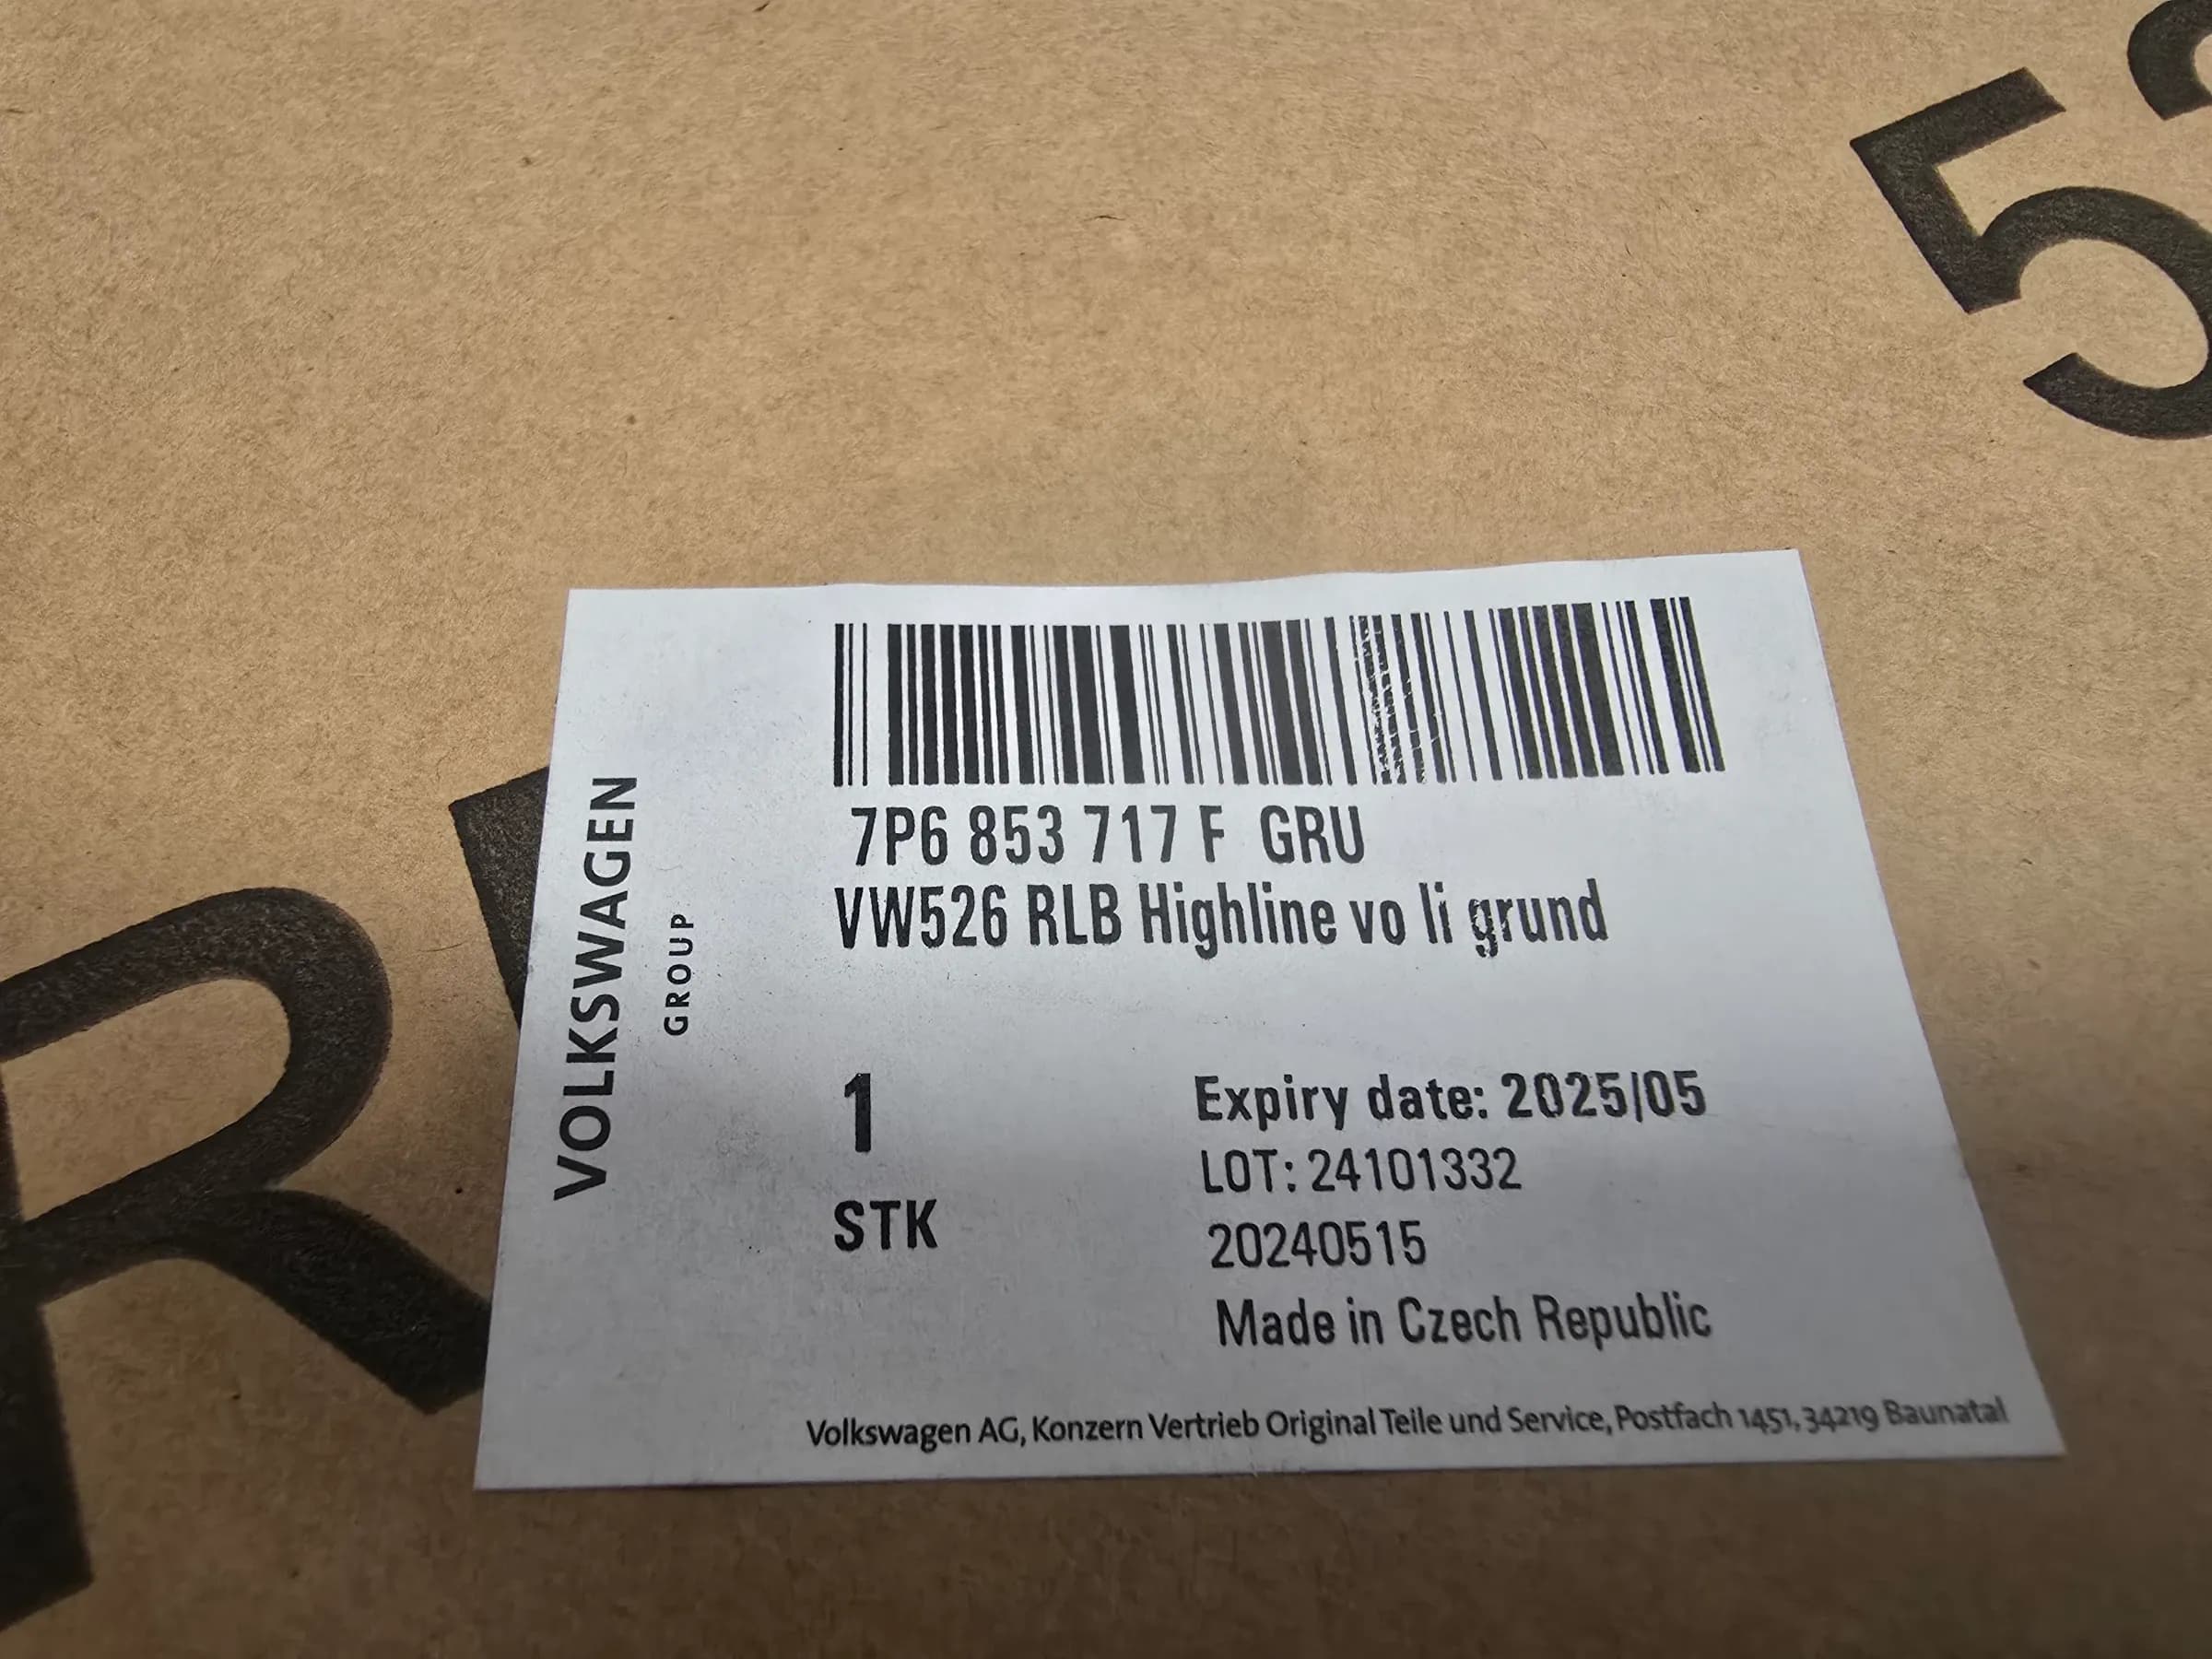 VOLKSWAGEN
GROUP
7P6 853 717 F GRU
VW526 RLB Highline vo li grund
1
STK
Expiry date: 2025/05
LOT: 24101332
20240515
Made in Czech Republic
Volkswagen AG, Konzern Vertrieb Original Teile und Service, Postfach 1451, 34219 Baunatal